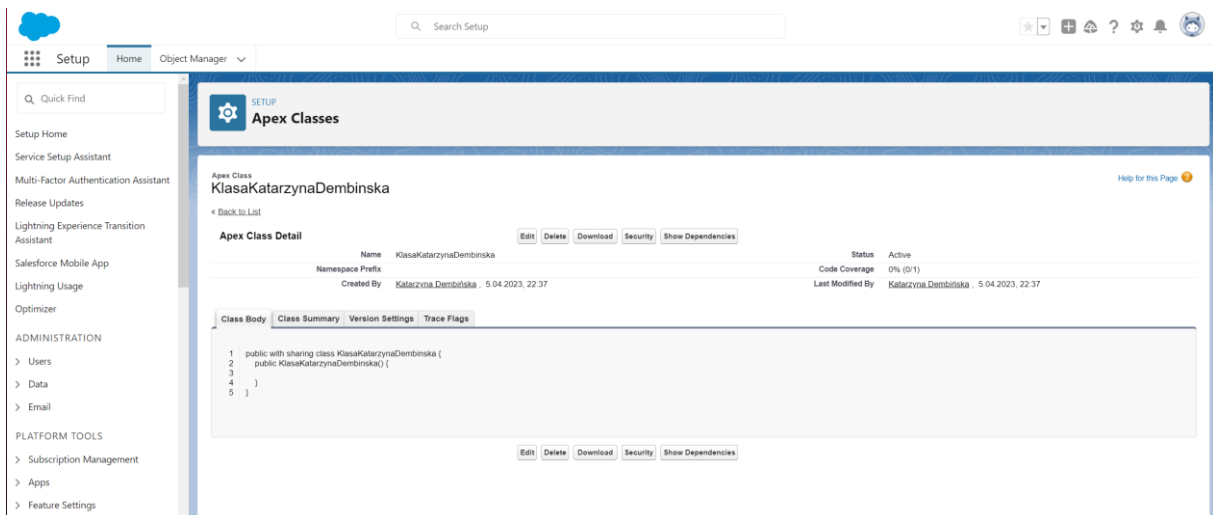 Search Setup
Setup Home Object Manager
Quick Find
Setup Home
Service Setup Assistant
Multi-Factor Authentication Assistant
Release Updates
Lightning Experience Transition
Assistant
Salesforce Mobile App
Lightning Usage
Optimizer
ADMINISTRATION
> Users
> Data
> Email
PLATFORM TOOLS
> Subscription Management
> Apps
> Feature Settings
SETUP
Apex Classes
Apex Class
KlasaKatarzynaDembinska
Help for this Page
« Back to List
Apex Class Detail Edit Delete Download Security Show Dependencies
Name KlasaKatarzynaDembinska Status Active
Namespace Prefix Code Coverage 0% (0/1)
Created By Katarzyna Dembińska , 5.04.2023, 22:37 Last Modified By Katarzyna Dembińska , 5.04.2023, 22:37
Class Body Class Summary Version Settings Trace Flags
1 public with sharing class KlasaKatarzynaDembinska {
2 public KlasaKatarzynaDembinska() {
3
4 }
5 }
Edit Delete Download Security Show Dependencies